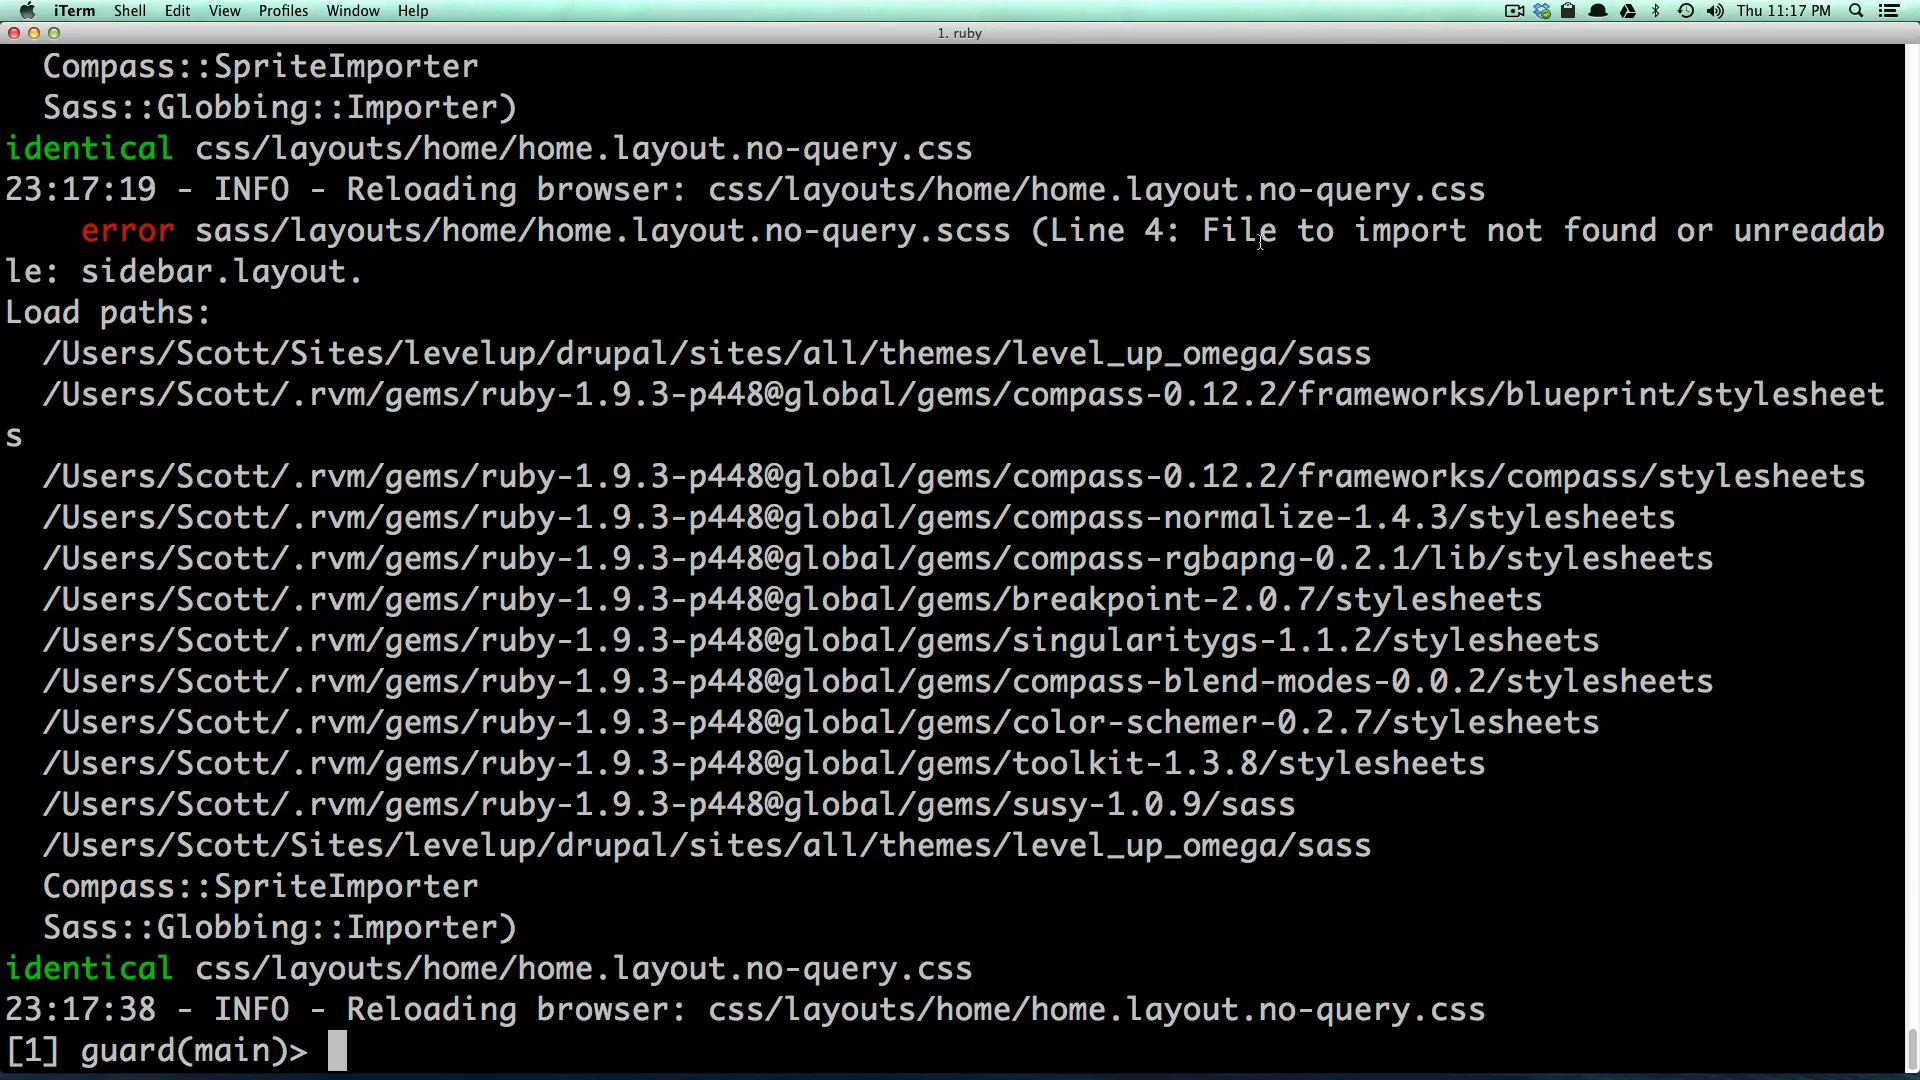 iTerm Shell Edit View Profiles Window Help Thu 11:17 PM
1. ruby
Compass::SpriteImporter
Sass::Globbing::Importer)
identical css/layouts/home/home.layout.no-query.css
23:17:19 - INFO - Reloading browser: css/layouts/home/home.layout.no-query.css
error sass/layouts/home/home.layout.no-query.scss (Line 4: File to import not found or unreadab
le: sidebar.layout.
Load paths:
/Users/Scott/Sites/levelup/drupal/sites/all/themes/level_up_omega/sass
/Users/Scott/.rvm/gems/ruby-1.9.3-p448@global/gems/compass-0.12.2/frameworks/blueprint/stylesheet
s
/Users/Scott/.rvm/gems/ruby-1.9.3-p448@global/gems/compass-0.12.2/frameworks/compass/stylesheets
/Users/Scott/.rvm/gems/ruby-1.9.3-p448@global/gems/compass-normalize-1.4.3/stylesheets
/Users/Scott/.rvm/gems/ruby-1.9.3-p448@global/gems/compass-rgbapng-0.2.1/lib/stylesheets
/Users/Scott/.rvm/gems/ruby-1.9.3-p448@global/gems/breakpoint-2.0.7/stylesheets
/Users/Scott/.rvm/gems/ruby-1.9.3-p448@global/gems/singularitygs-1.1.2/stylesheets
/Users/Scott/.rvm/gems/ruby-1.9.3-p448@global/gems/compass-blend-modes-0.0.2/stylesheets
/Users/Scott/.rvm/gems/ruby-1.9.3-p448@global/gems/color-schemer-0.2.7/stylesheets
/Users/Scott/.rvm/gems/ruby-1.9.3-p448@global/gems/toolkit-1.3.8/stylesheets
/Users/Scott/.rvm/gems/ruby-1.9.3-p448@global/gems/susy-1.0.9/sass
/Users/Scott/Sites/levelup/drupal/sites/all/themes/level_up_omega/sass
Compass::SpriteImporter
Sass::Globbing::Importer)
identical css/layouts/home/home.layout.no-query.css
23:17:38 - INFO - Reloading browser: css/layouts/home/home.layout.no-query.css
[1] guard(main)>